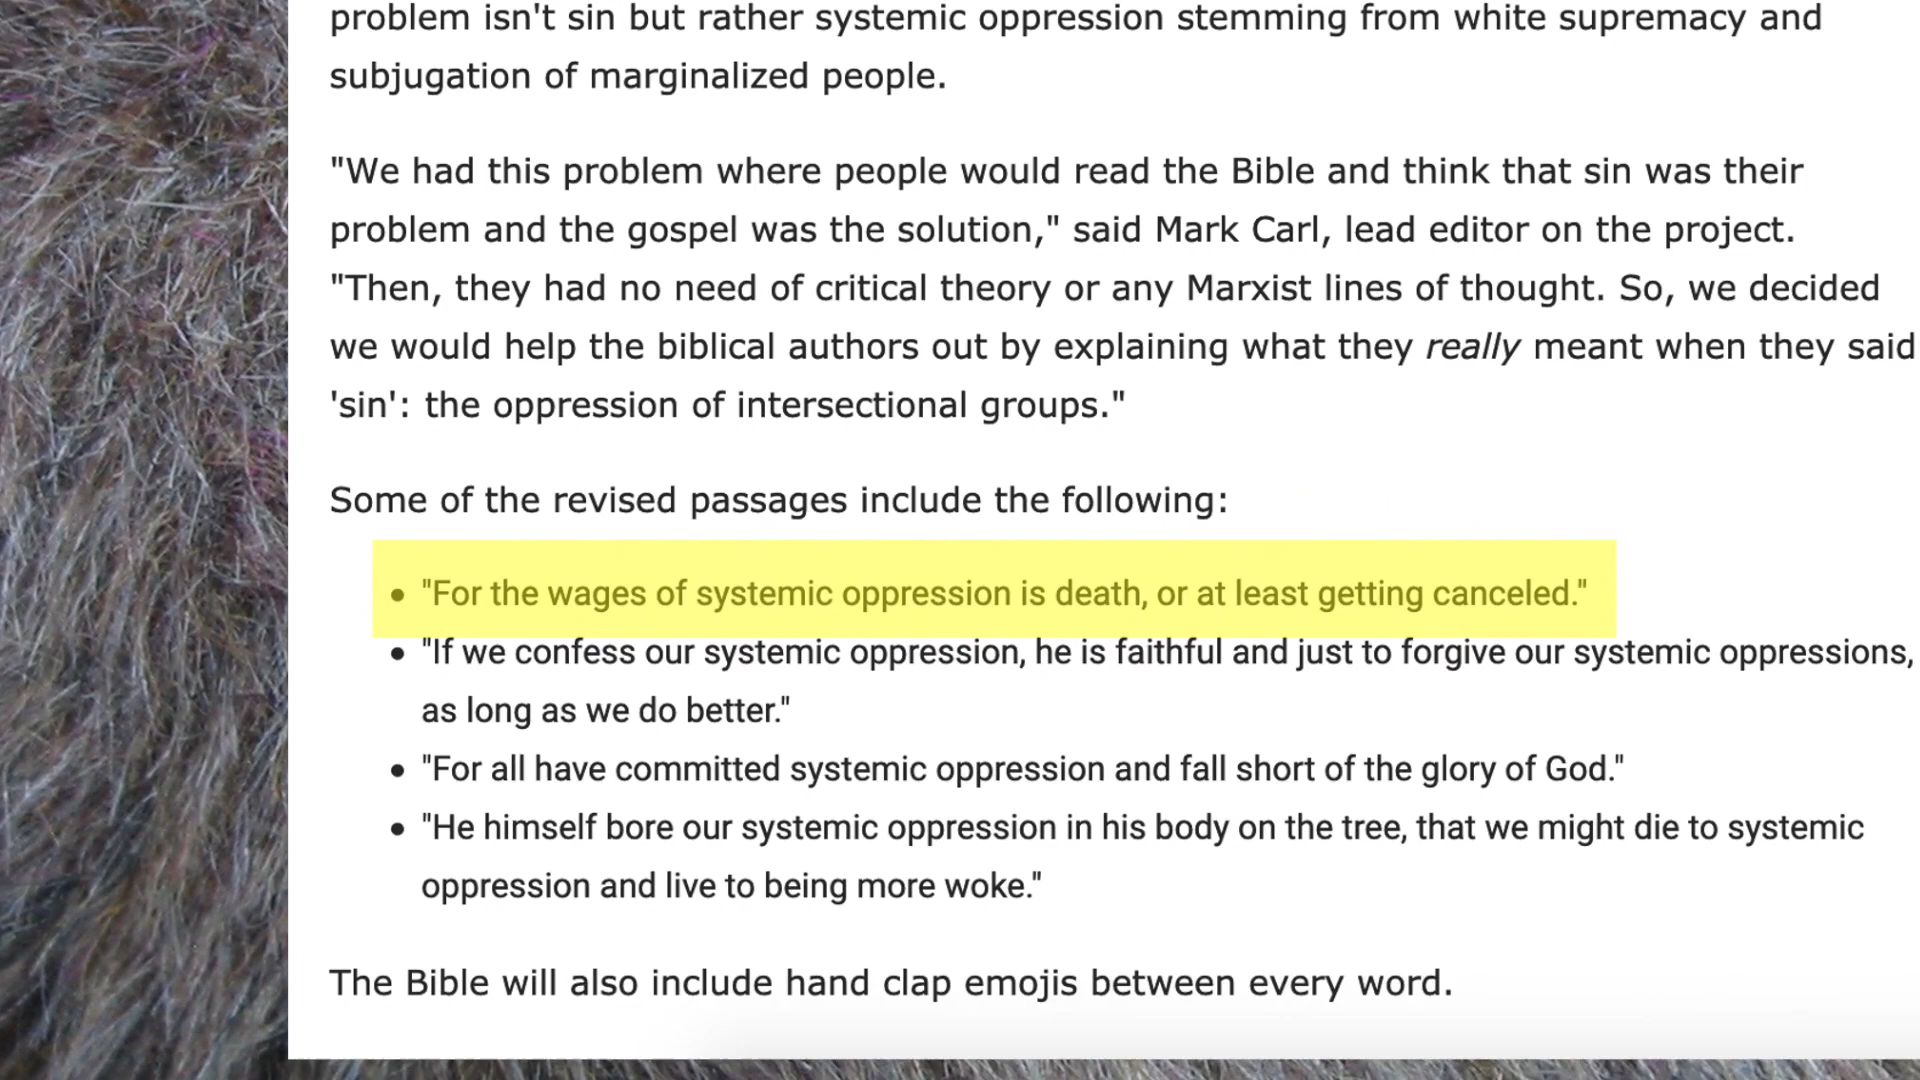 problem isn't sin but rather systemic oppression stemming from white supremacy and
subjugation of marginalized people.
"We had this problem where people would read the Bible and think that sin was their
problem and the gospel was the solution," said Mark Carl, lead editor on the project.
"Then, they had no need of critical theory or any Marxist lines of thought. So, we decided
we would help the biblical authors out by explaining what they really meant when they said
'sin': the oppression of intersectional groups."
Some of the revised passages include the following:
• "For the wages of systemic oppression is death, or at least getting canceled."
• "If we confess our systemic oppression, he is faithful and just to forgive our systemic oppressions,
as long as we do better."
• "For all have committed systemic oppression and fall short of the glory of God."
• "He himself bore our systemic oppression in his body on the tree, that we might die to systemic
oppression and live to being more woke."
The Bible will also include hand clap emojis between every word.